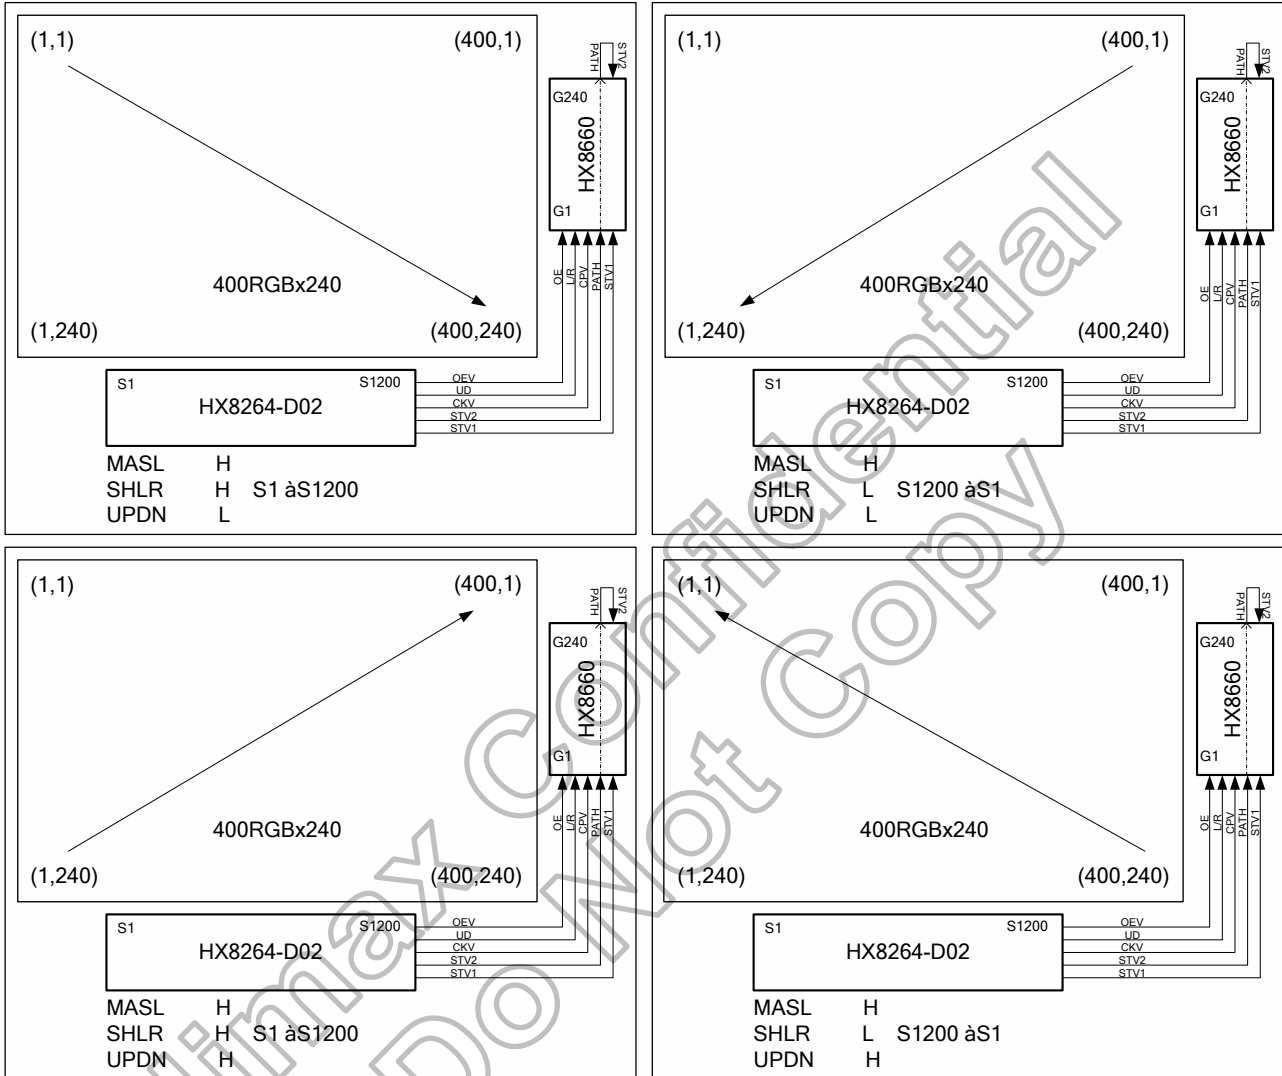 (1,1) (400,1)
PATH STV2
G240
HX8660
G1
OE L/R CPV PATH STV1
400RGBx240
(1,240) (400,240)
S1 S1200
HX8264-D02
OEV
UD
CKV
STV2
STV1
MASL H
SHLR H S1 àS1200
UPDN L
(1,1) (400,1)
PATH STV2
G240
HX8660
G1
OE L/R CPV PATH STV1
400RGBx240
(1,240) (400,240)
S1 S1200
HX8264-D02
OEV
UD
CKV
STV2
STV1
MASL H
SHLR L S1200 àS1
UPDN L
(1,1) (400,1)
PATH STV2
G240
HX8660
G1
OE L/R CPV PATH STV1
400RGBx240
(1,240) (400,240)
S1 S1200
HX8264-D02
OEV
UD
CKV
STV2
STV1
MASL H
SHLR H S1 àS1200
UPDN H
(1,1) (400,1)
PATH STV2
G240
HX8660
G1
OE L/R CPV PATH STV1
400RGBx240
(1,240) (400,240)
S1 S1200
HX8264-D02
OEV
UD
CKV
STV2
STV1
MASL H
SHLR L S1200 àS1
UPDN H
limax Confidential
Do Not Copy